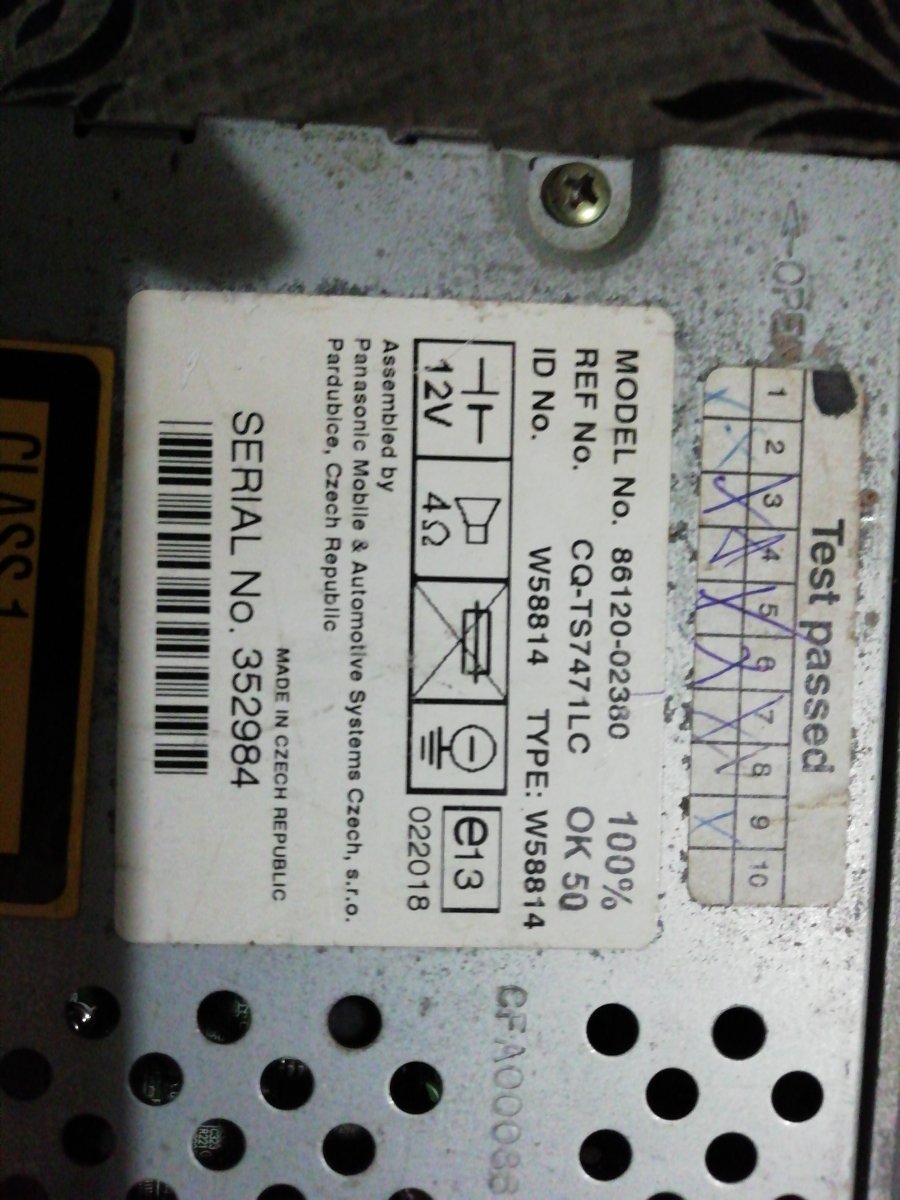 OPEN
Test passed
1 2 3 4 5 6 7 8 9 10
MODEL No. 86120-02380 100%
REF No. CQ-TS7471LC OK 50
ID No. W58814 TYPE: W58814
12V 4Ω e13
022018
Assembled by
Panasonic Mobile & Automotive Systems Czech, s.r.o.
Pardubice, Czech Republic
MADE IN CZECH REPUBLIC
SERIAL No. 352984
CLASS 1